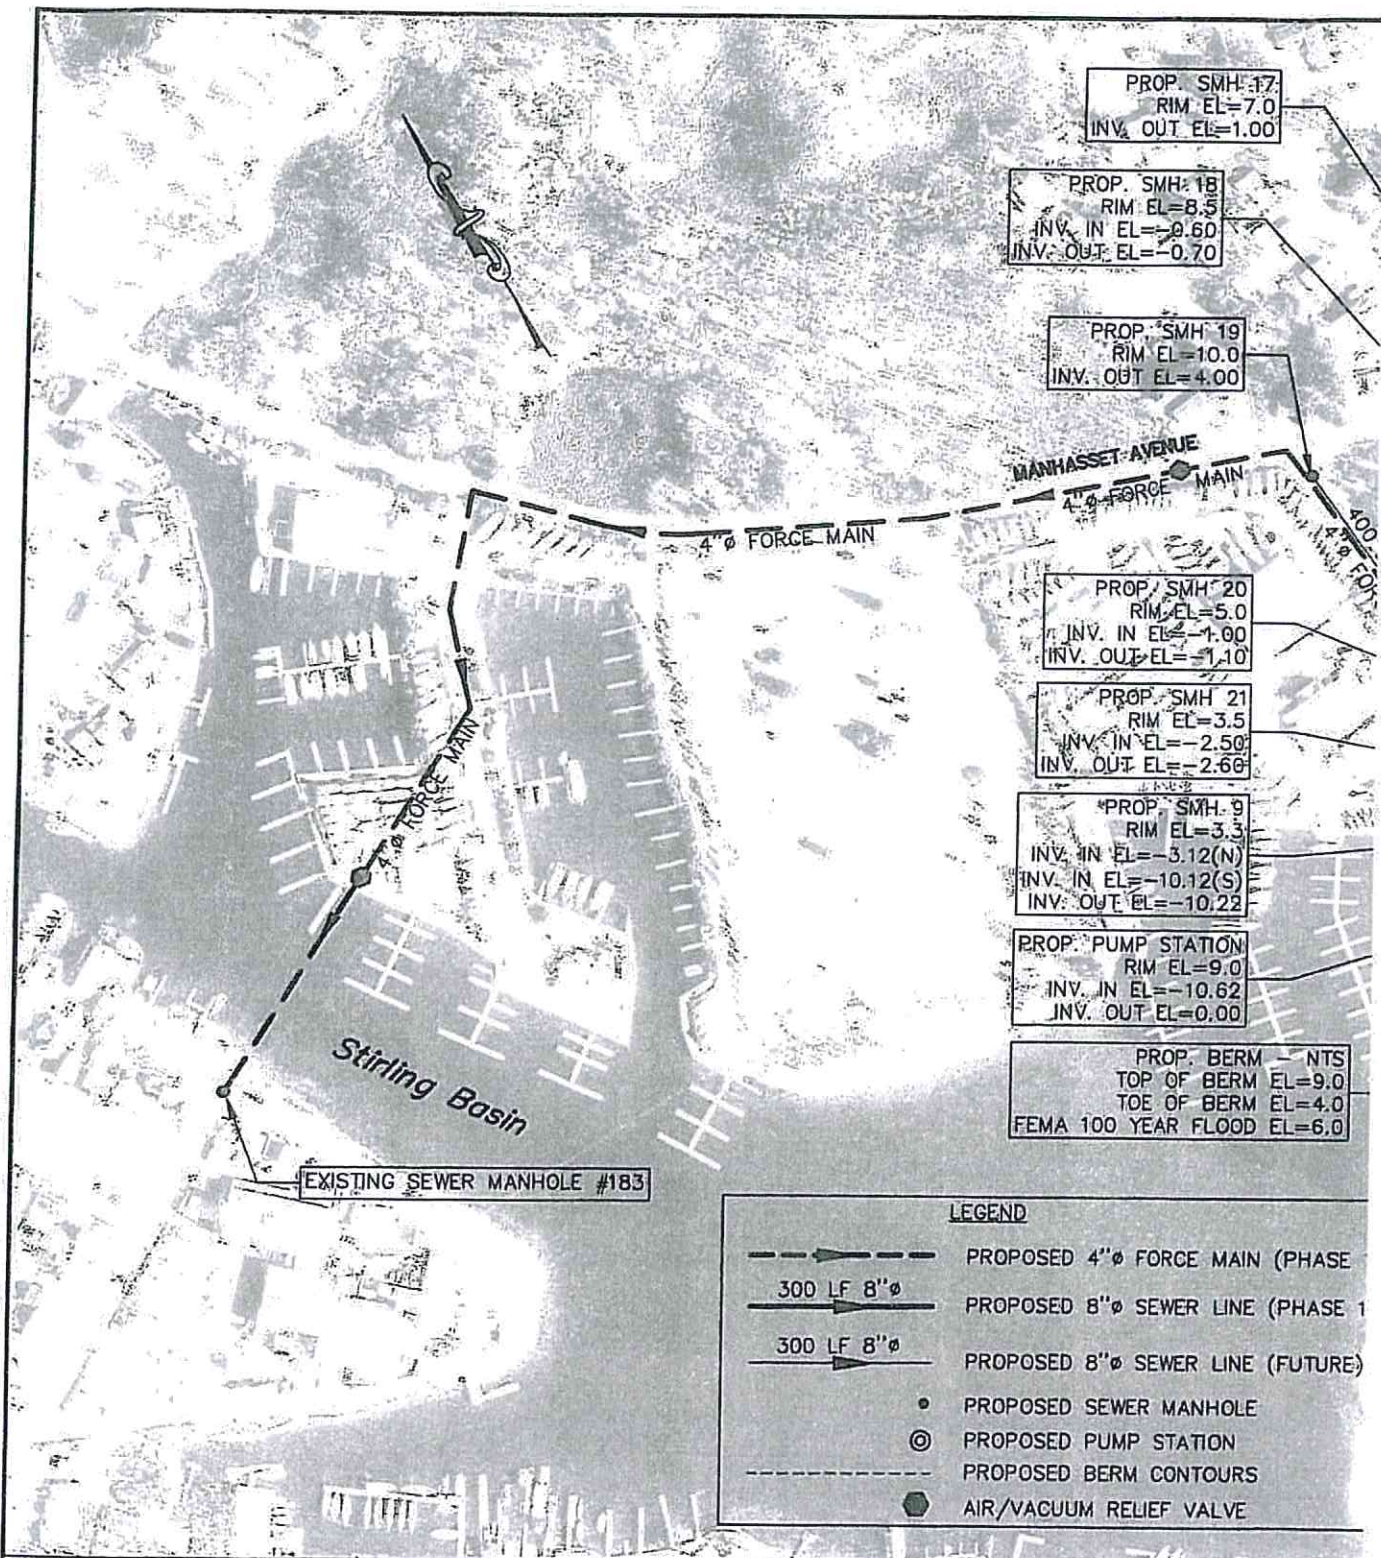 PROP. SMH 17
RIM EL=7.0
INV. OUT EL=1.00
PROP. SMH 18
RIM EL=8.5
INV. IN EL=-0.60
INV. OUT EL=-0.70
PROP. SMH 19
RIM EL=10.0
INV. OUT EL=4.00
MANHASSET AVENUE
4"ø FORCE MAIN
4"ø FORCE MAIN
400
4"ø FOR
PROP. SMH 20
RIM EL=5.0
INV. IN EL=-1.00
INV. OUT EL=-1.10
PROP. SMH 21
RIM EL=3.5
INV. IN EL=-2.50
INV. OUT EL=-2.60
4"ø FORCE MAIN
PROP. SMH 9
RIM EL=3.3
INV. IN EL=-3.12(N)
INV. IN EL=-10.12(S)
INV. OUT EL=-10.22
PROP. PUMP STATION
RIM EL=9.0
INV. IN EL=-10.62
INV. OUT EL=0.00
PROP. BERM - NTS
TOP OF BERM EL=9.0
TOE OF BERM EL=4.0
FEMA 100 YEAR FLOOD EL=6.0
Stirling Basin
EXISTING SEWER MANHOLE #183
LEGEND
PROPOSED 4"ø FORCE MAIN (PHASE
300 LF 8"ø
PROPOSED 8"ø SEWER LINE (PHASE 1
300 LF 8"ø
PROPOSED 8"ø SEWER LINE (FUTURE)
PROPOSED SEWER MANHOLE
PROPOSED PUMP STATION
PROPOSED BERM CONTOURS
AIR/VACUUM RELIEF VALVE